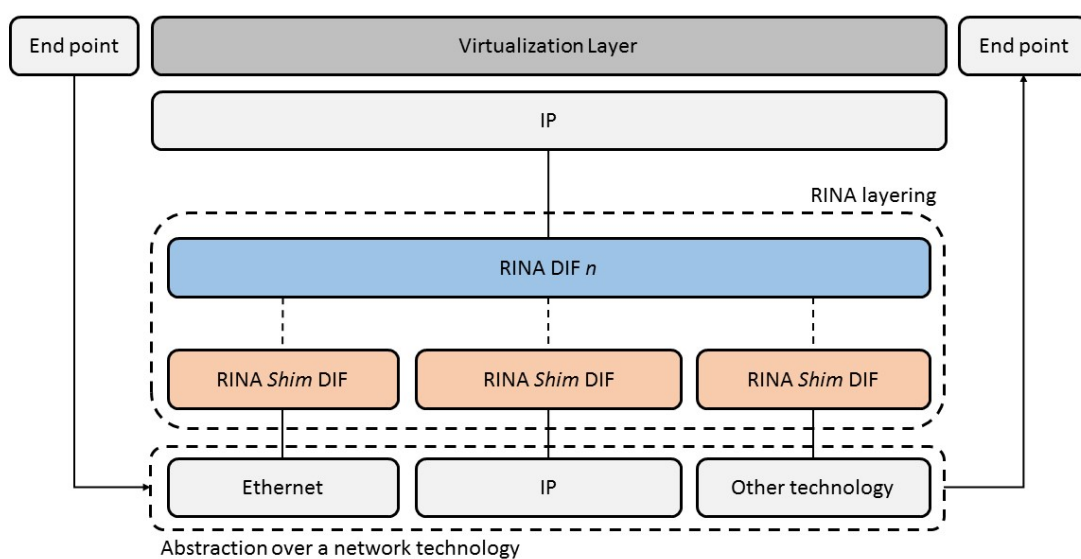 End point
Virtualization Layer
End point
IP
RINA layering
RINA DIF n
RINA Shim DIF
RINA Shim DIF
RINA Shim DIF
Ethernet
IP
Other technology
Abstraction over a network technology